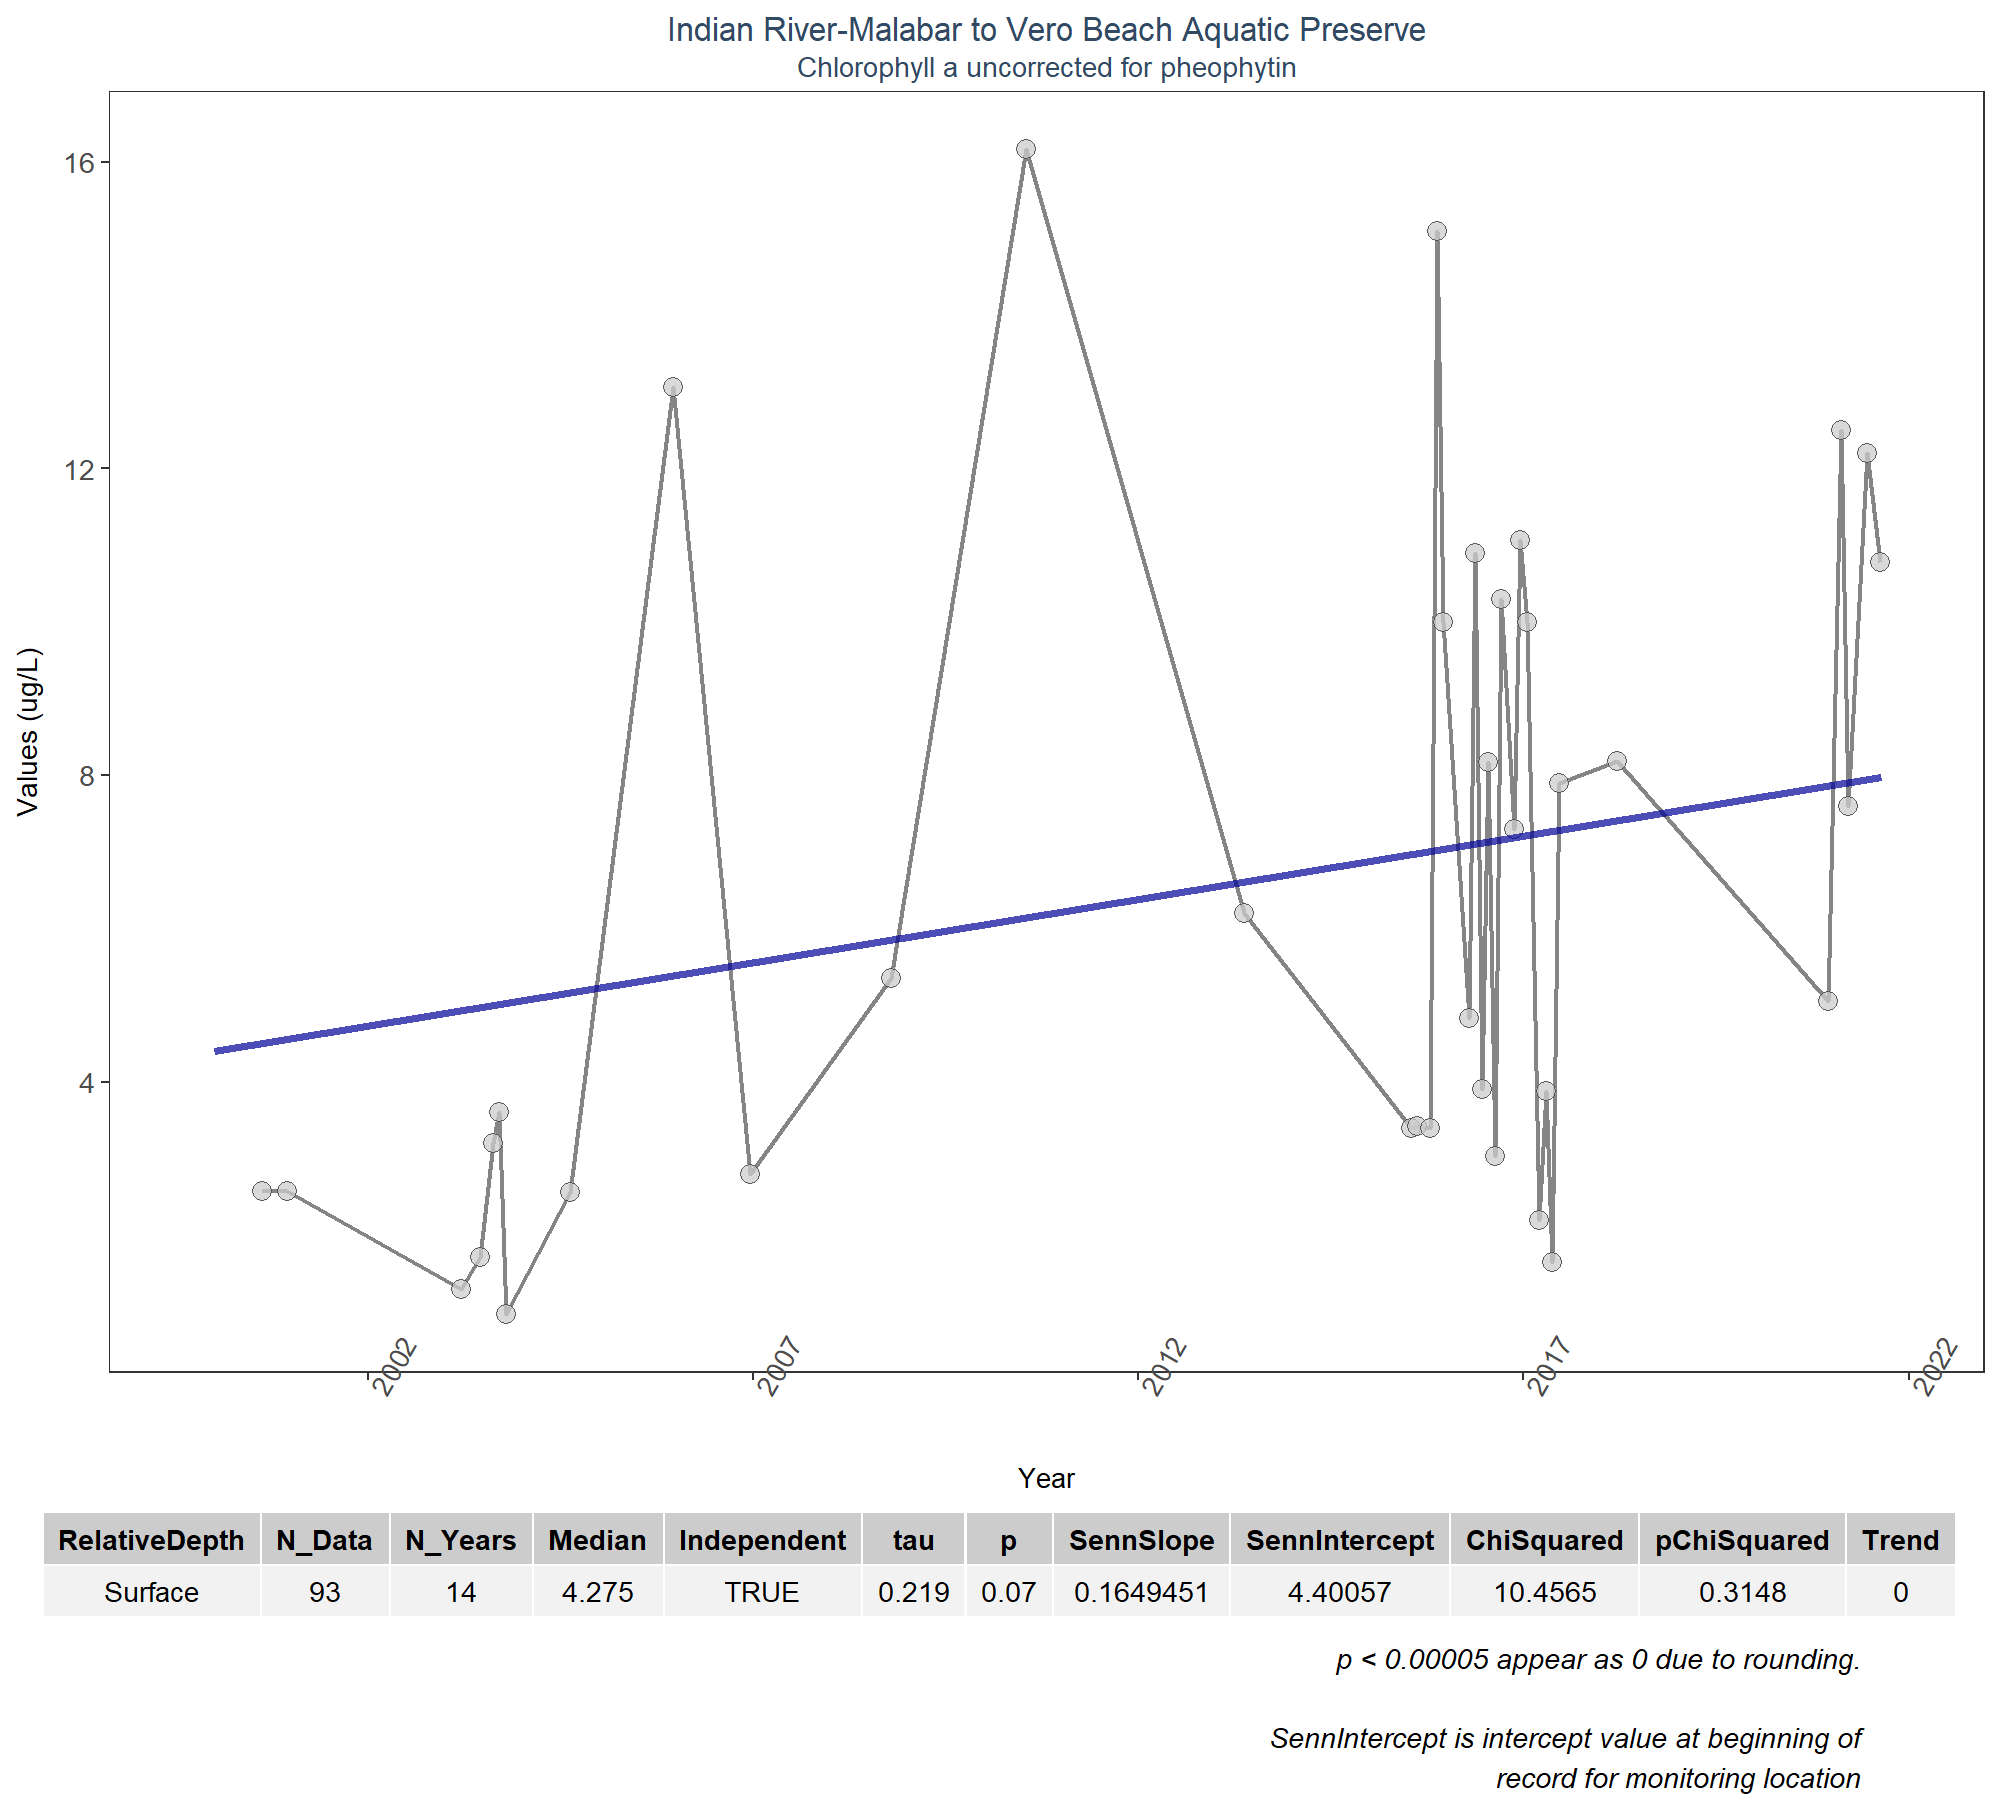 Indian River-Malabar to Vero Beach Aquatic Preserve
Chlorophyll a uncorrected for pheophytin
Values (ug/L)
16
12
8
4
2002 2007 2012 2017 2022
Year
RelativeDepth N_Data N_Years Median Independent tau p SennSlope SennIntercept ChiSquared pChiSquared Trend
Surface 93 14 4.275 TRUE 0.219 0.07 0.1649451 4.40057 10.4565 0.3148 0
p < 0.00005 appear as 0 due to rounding.
SennIntercept is intercept value at beginning of
record for monitoring location